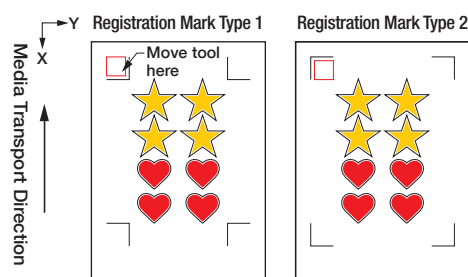 Y
X
Media Transport Direction
Registration Mark Type 1
Move tool
here
Registration Mark Type 2